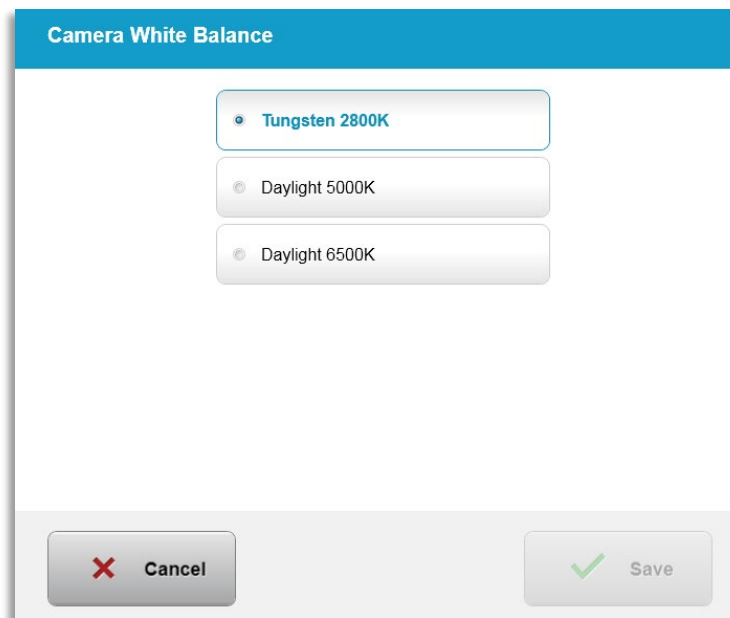 Camera White Balance
Tungsten 2800K
Daylight 5000K
Daylight 6500K
Cancel
Save